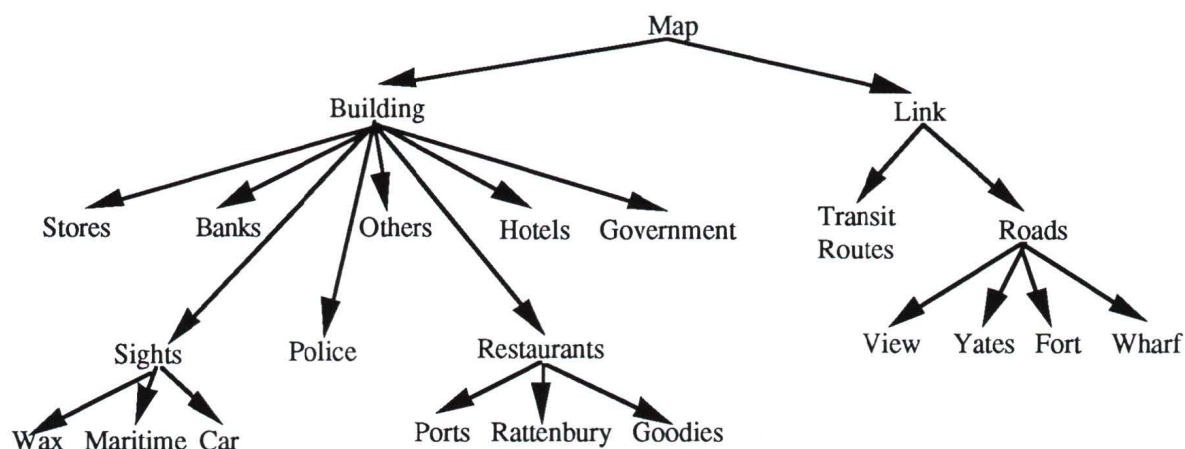 Map
Building
Link
Stores
Banks
Others
Hotels
Government
Transit
Routes
Roads
Sights
Police
Restaurants
View
Yates
Fort
Wharf
Wax
Maritime
Car
Ports
Rattenbury
Goodies